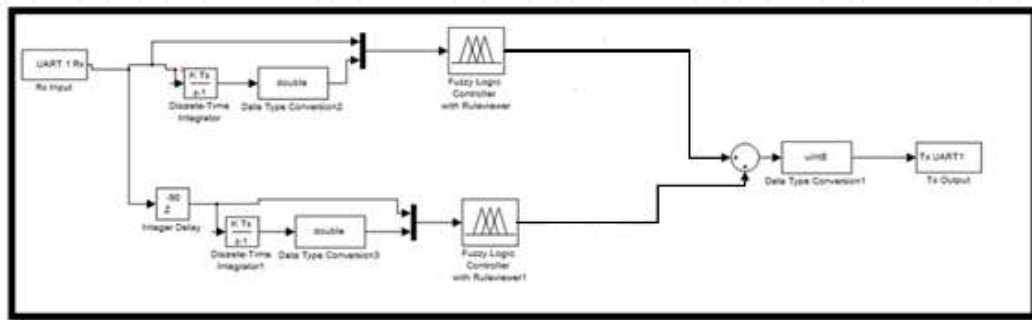 UART 1 Rx
Rx Input
K Ts
z-1
Discrete-Time
Integrator
double
Data Type Conversion2
Fuzzy Logic
Controller
with Ruleviewer
uint8
Data Type Conversion1
Tx UART1
Tx Output
Z
Integer Delay
K Ts
z-1
Discrete-Time
Integrator1
double
Data Type Conversion3
Fuzzy Logic
Controller
with Ruleviewer1